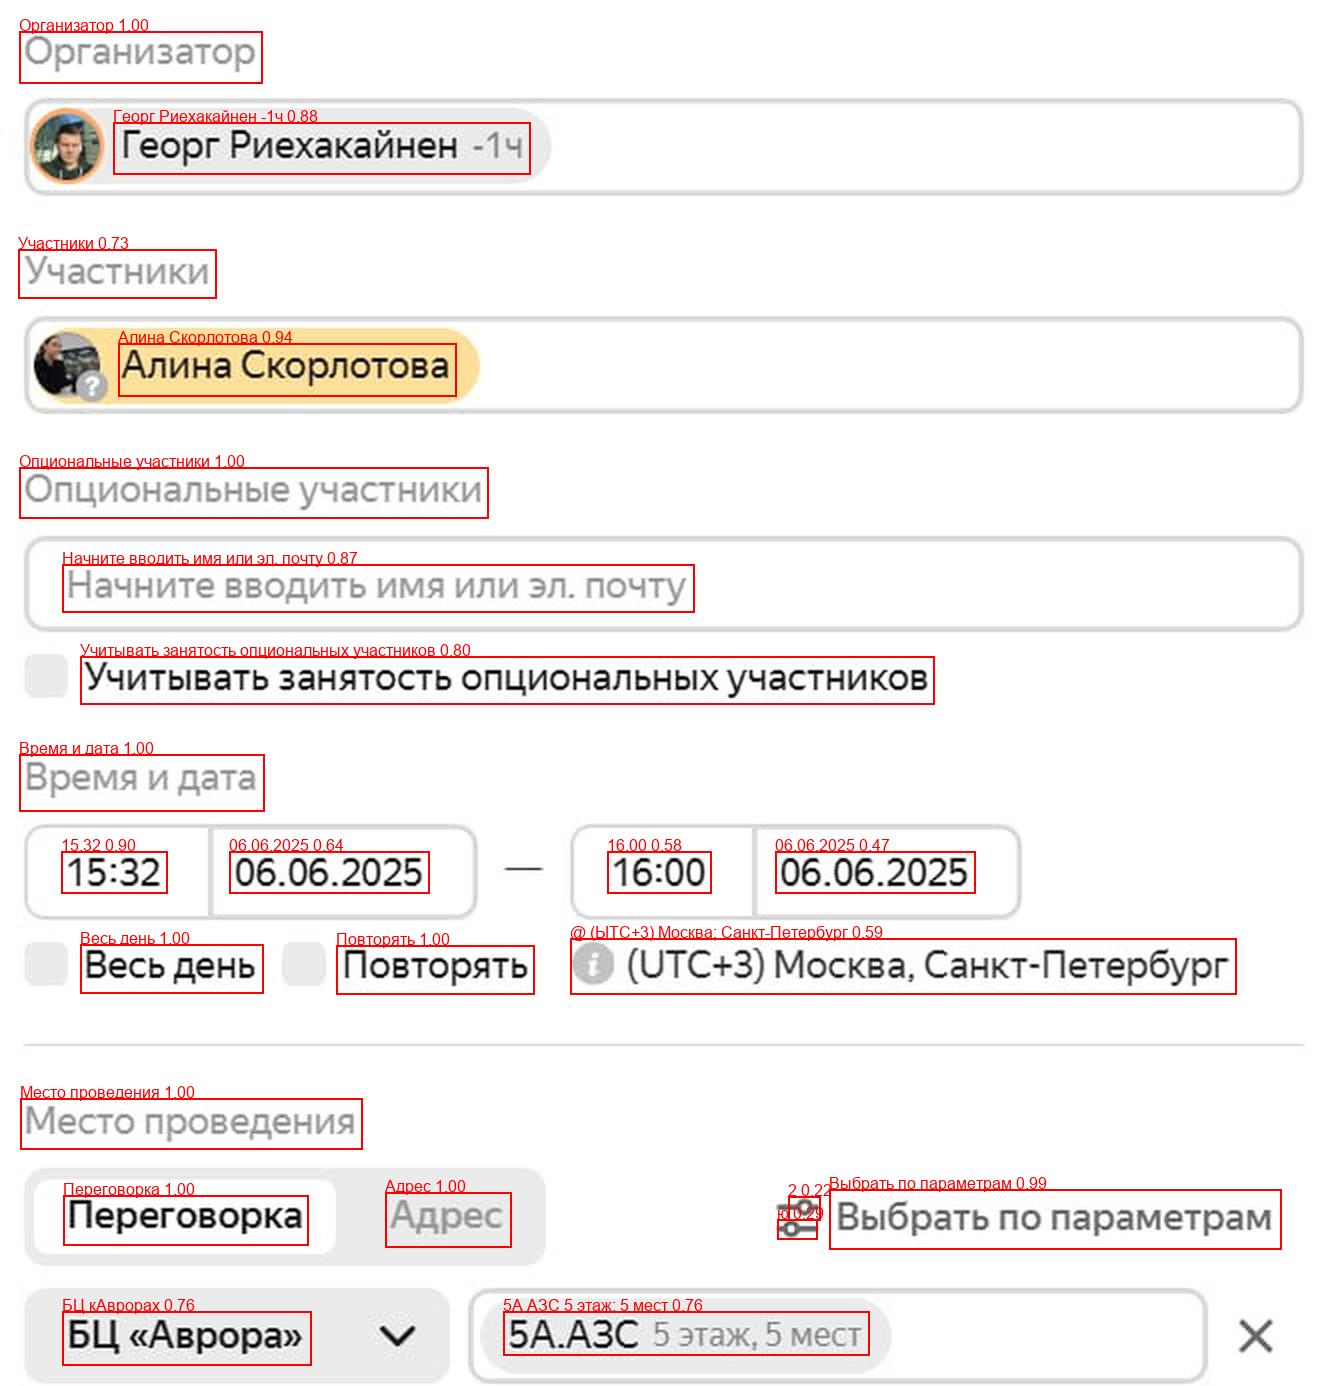 Организатор 1.00
Организатор
Георг Риехакайнен -1ч 0.88
Георг Риехакайнен -1ч
Участники 0.73
Участники
Алина Скорлотова 0.94
Алина Скорлотова
?
Опциональные участники 1.00
Опциональные участники
Начните вводить имя или эл. почту 0.87
Начните вводить имя или эл. почту
Учитывать занятость опциональных участников 0.80
Учитывать занятость опциональных участников
Время и дата 1.00
Время и дата
15.32 0.90 06.06.2025 0.64 16.00 0.58 06.06.2025 0.47
15:32 06.06.2025 — 16:00 06.06.2025
Весь день 1.00 Повторять 1.00 @ (ЫТС+3) Москва; Санкт-Петербург 0.59
Весь день Повторять i (UTC+3) Москва, Санкт-Петербург
Место проведения 1.00
Место проведения
Переговорка 1.00 Адрес 1.00 2 0.22 Выбрать по параметрам 0.99
ю 0.29
Переговорка Адрес Выбрать по параметрам
БЦ кАврорах 0.76 5А АЗС 5 этаж: 5 мест 0.76
БЦ «Аврора» 5А.АЗС 5 этаж, 5 мест